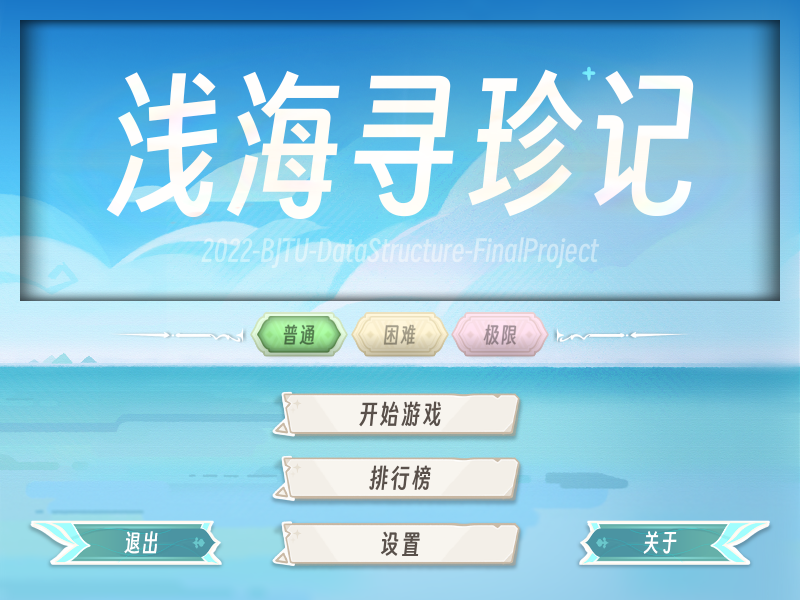 浅海寻珍记
2022-BJTU-DataStructure-FinalProject
普通 困难 极限
开始游戏
排行榜
退出 设置 关于